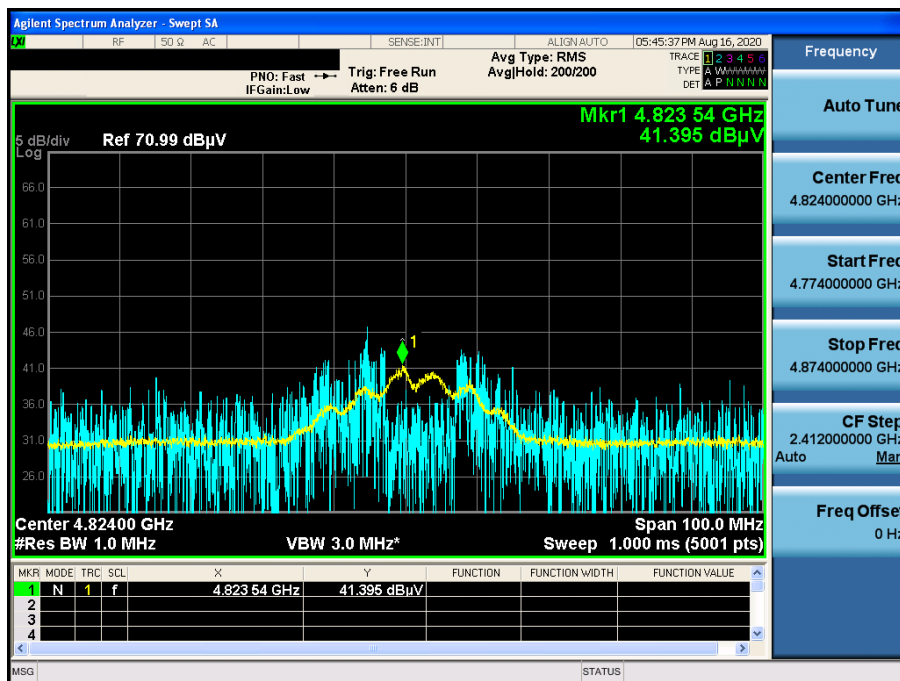 Agilent Spectrum Analyzer - Swept SA
LXI RF 50 Ω AC SENSE:INT ALIGNAUTO 05:45:37 PM Aug 16, 2020
PNO: Fast Trig: Free Run Avg Type: RMS TRACE 1 2 3 4 5 6
IFGain:Low Atten: 6 dB Avg|Hold: 200/200 TYPE A W
DET A P N N N N
Mkr1 4.823 54 GHz
41.395 dBµV
5 dB/div Ref 70.99 dBµV
Log
66.0
61.0
56.0
51.0
46.0
1
41.0
36.0
31.0
26.0
Center 4.82400 GHz Span 100.0 MHz
#Res BW 1.0 MHz VBW 3.0 MHz* Sweep 1.000 ms (5001 pts)
MKR MODE TRC SCL X Y FUNCTION FUNCTION WIDTH FUNCTION VALUE
1 N 1 f 4.823 54 GHz 41.395 dBµV
2
3
4
MSG STATUS
Frequency
Auto Tune
Center Freq
4.824000000 GHz
Start Freq
4.774000000 GHz
Stop Freq
4.874000000 GHz
CF Step
2.412000000 GHz
Auto Man
Freq Offset
0 Hz